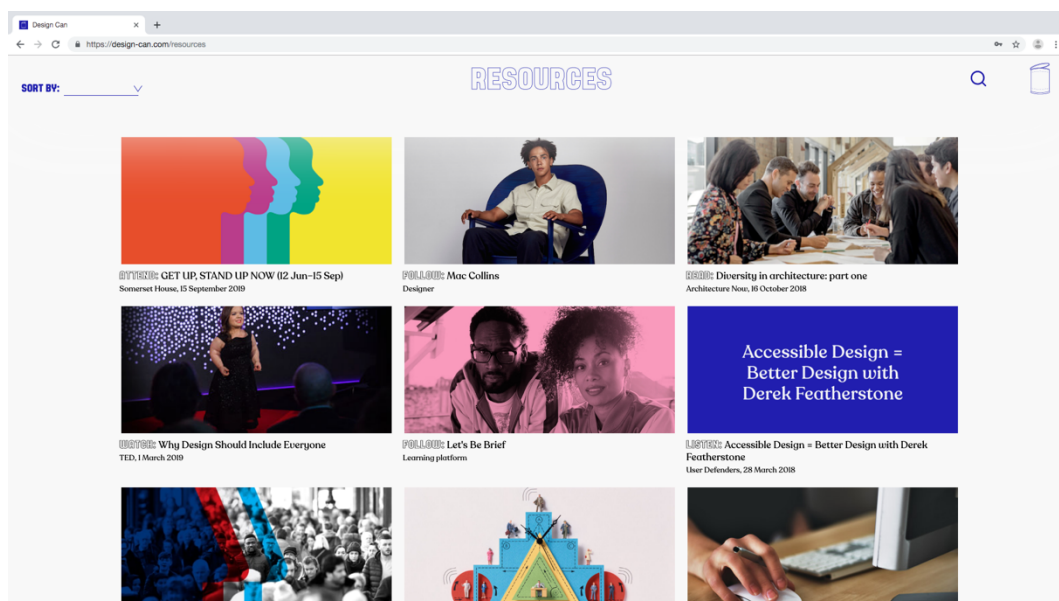 Design Can
https://design-can.com/resources
SORT BY:
RESOURCES
ATTEND: GET UP, STAND UP NOW (12 Jun–15 Sep)
Somerset House, 15 September 2019
FOLLOW: Mac Collins
Designer
READ: Diversity in architecture: part one
Architecture Now, 16 October 2018
Accessible Design =
Better Design with
Derek Featherstone
WATCH: Why Design Should Include Everyone
TED, 1 March 2019
FOLLOW: Let's Be Brief
Learning platform
LISTEN: Accessible Design = Better Design with Derek
Featherstone
User Defenders, 28 March 2018